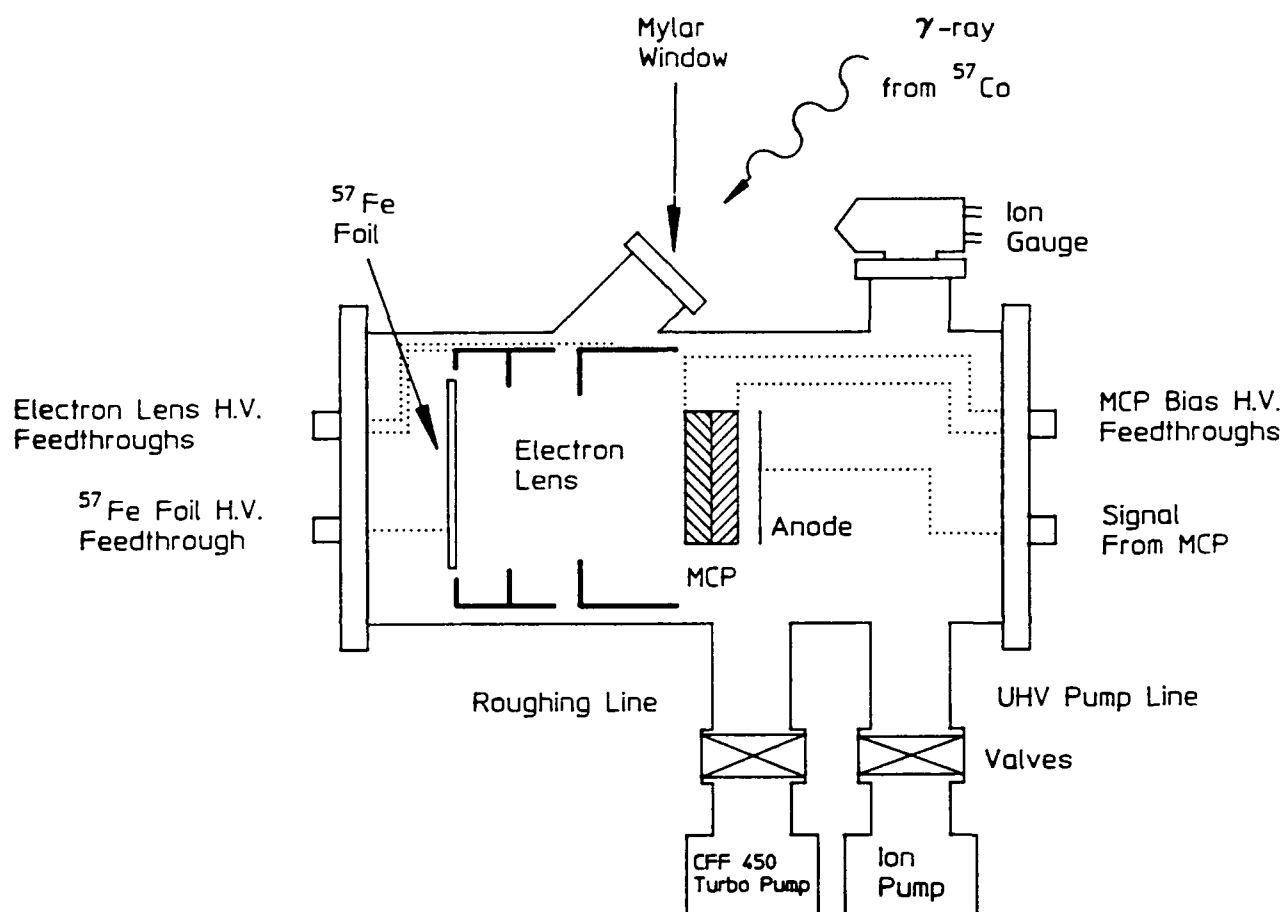 Mylar
Window
γ-ray
from ⁵⁷Co
⁵⁷Fe
Foil
Ion
Gauge
Electron Lens H.V.
Feedthroughs
Electron
Lens
MCP Bias H.V.
Feedthroughs
⁵⁷Fe Foil H.V.
Feedthrough
Anode
Signal
From MCP
MCP
Roughing Line
UHV Pump Line
Valves
CFF 450
Turbo Pump
Ion
Pump